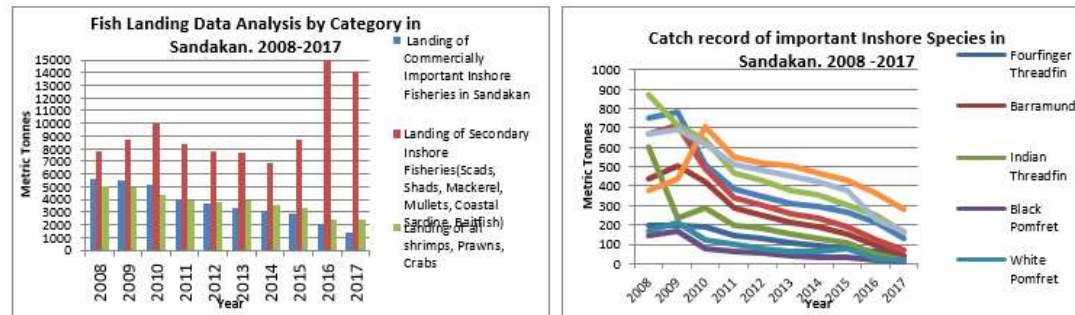 Fish Landing Data Analysis by Category in
Sandakan. 2008-2017
Metric Tonnes
15000
14000
13000
12000
11000
10000
9000
8000
7000
6000
5000
4000
3000
2000
1000
0
2008
2009
2010
2011
2012
2013
2014
2015
2016
2017
Year
Landing of
Commercially
Important Inshore
Fisheries in Sandakan
Landing of Secondary
Inshore
Fisheries(Scads,
Shads, Mackerel,
Mullets, Coastal
Sardine, Baitfish)
Landing of all
shrimps, Prawns,
Crabs
Catch record of important Inshore Species in
Sandakan. 2008 -2017
Metric Tonnes
1000
900
800
700
600
500
400
300
200
100
0
2008
2009
2010
2011
2012
2013
2014
2015
2016
2017
Year
Fourfinger
Threadfin
Barramund
Indian
Threadfin
Black
Pomfret
White
Pomfret